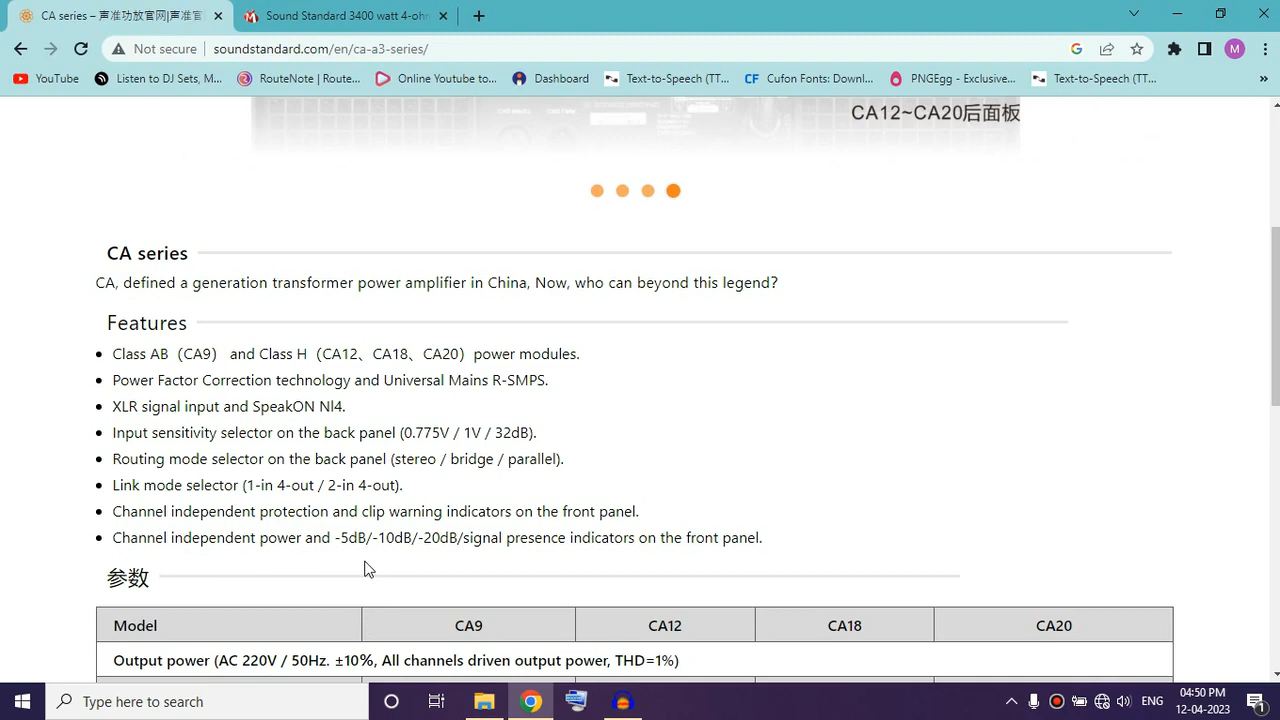 CA series – 声准功放官网|声准官
Sound Standard 3400 watt 4-ohm
Not secure
soundstandard.com/en/ca-a3-series/
M
YouTube
Listen to DJ Sets, M...
RouteNote | Route...
Online Youtube to...
Dashboard
Text-to-Speech (TT...
CF Cufon Fonts: Downl...
PNGEgg - Exclusive...
Text-to-Speech (TT...
»
CA12~CA20后面板
CA series
CA, defined a generation transformer power amplifier in China, Now, who can beyond this legend?
Features
• Class AB（CA9） and Class H（CA12、CA18、CA20）power modules.
• Power Factor Correction technology and Universal Mains R-SMPS.
• XLR signal input and SpeakON Nl4.
• Input sensitivity selector on the back panel (0.775V / 1V / 32dB).
• Routing mode selector on the back panel (stereo / bridge / parallel).
• Link mode selector (1-in 4-out / 2-in 4-out).
• Channel independent protection and clip warning indicators on the front panel.
• Channel independent power and -5dB/-10dB/-20dB/signal presence indicators on the front panel.
参数
Model CA9 CA12 CA18 CA20
Output power (AC 220V / 50Hz. ±10%, All channels driven output power, THD=1%)
Type here to search
ENG
04:50 PM
12-04-2023
1